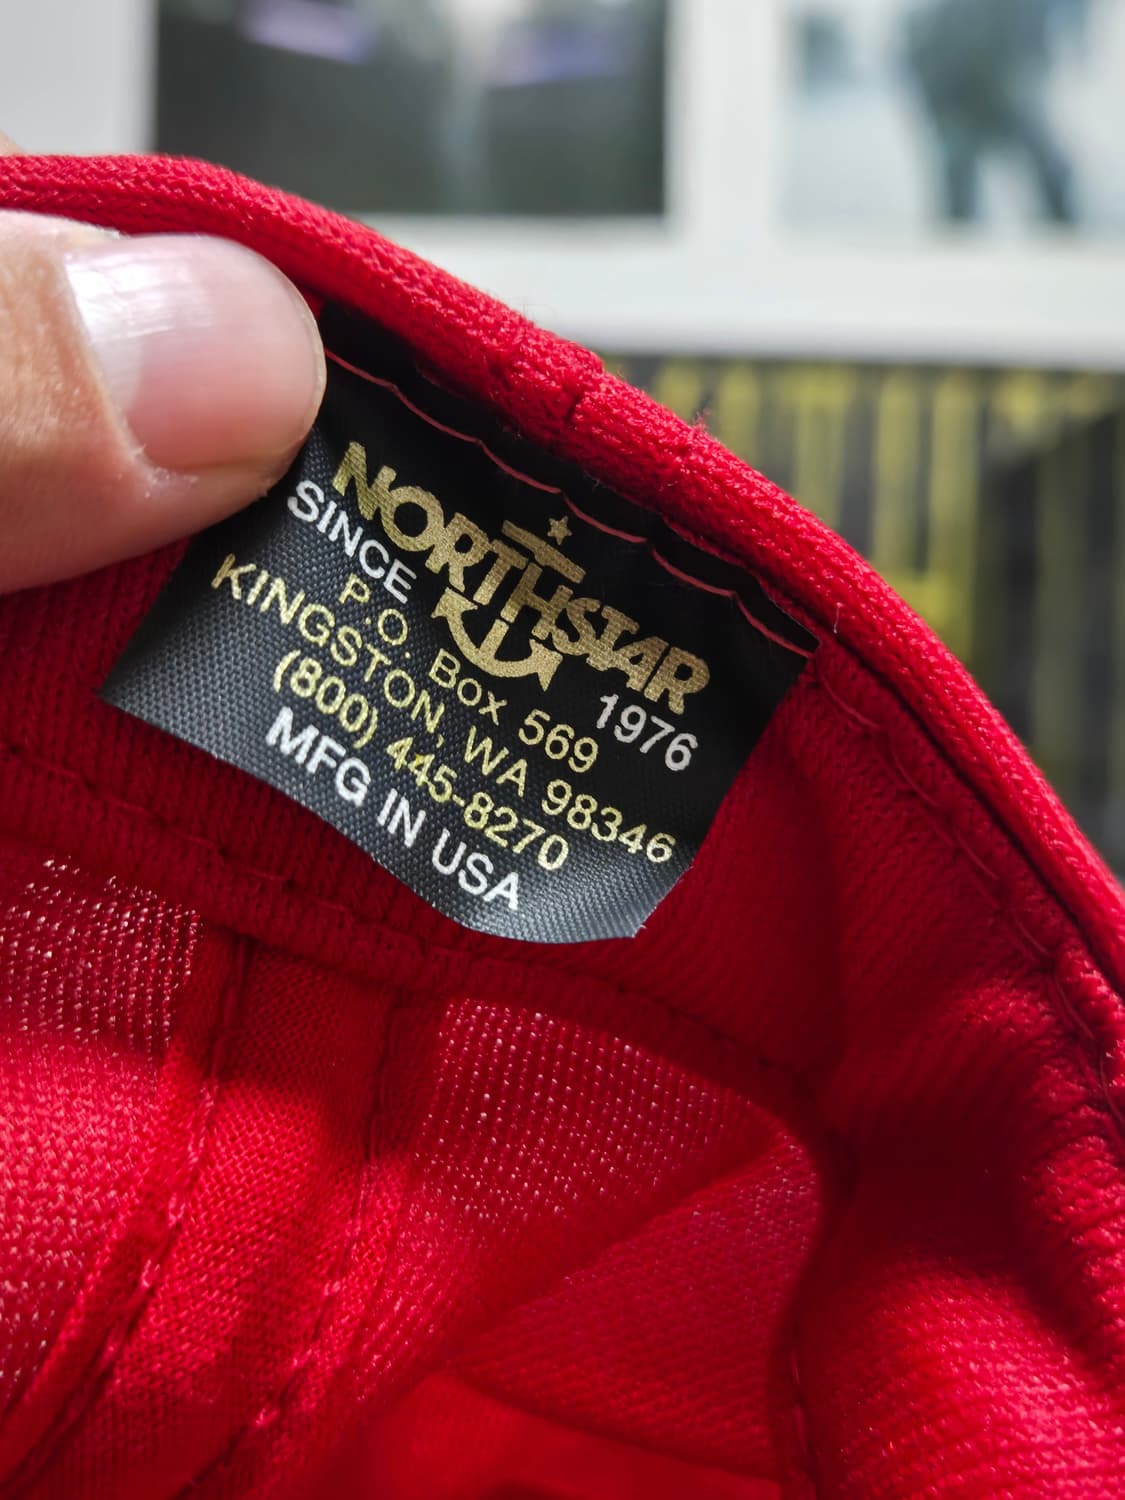 NORTHSTAR
SINCE 1976
P.O. Box 569
KINGSTON, WA 98346
(800) 445-8270
MFG IN USA